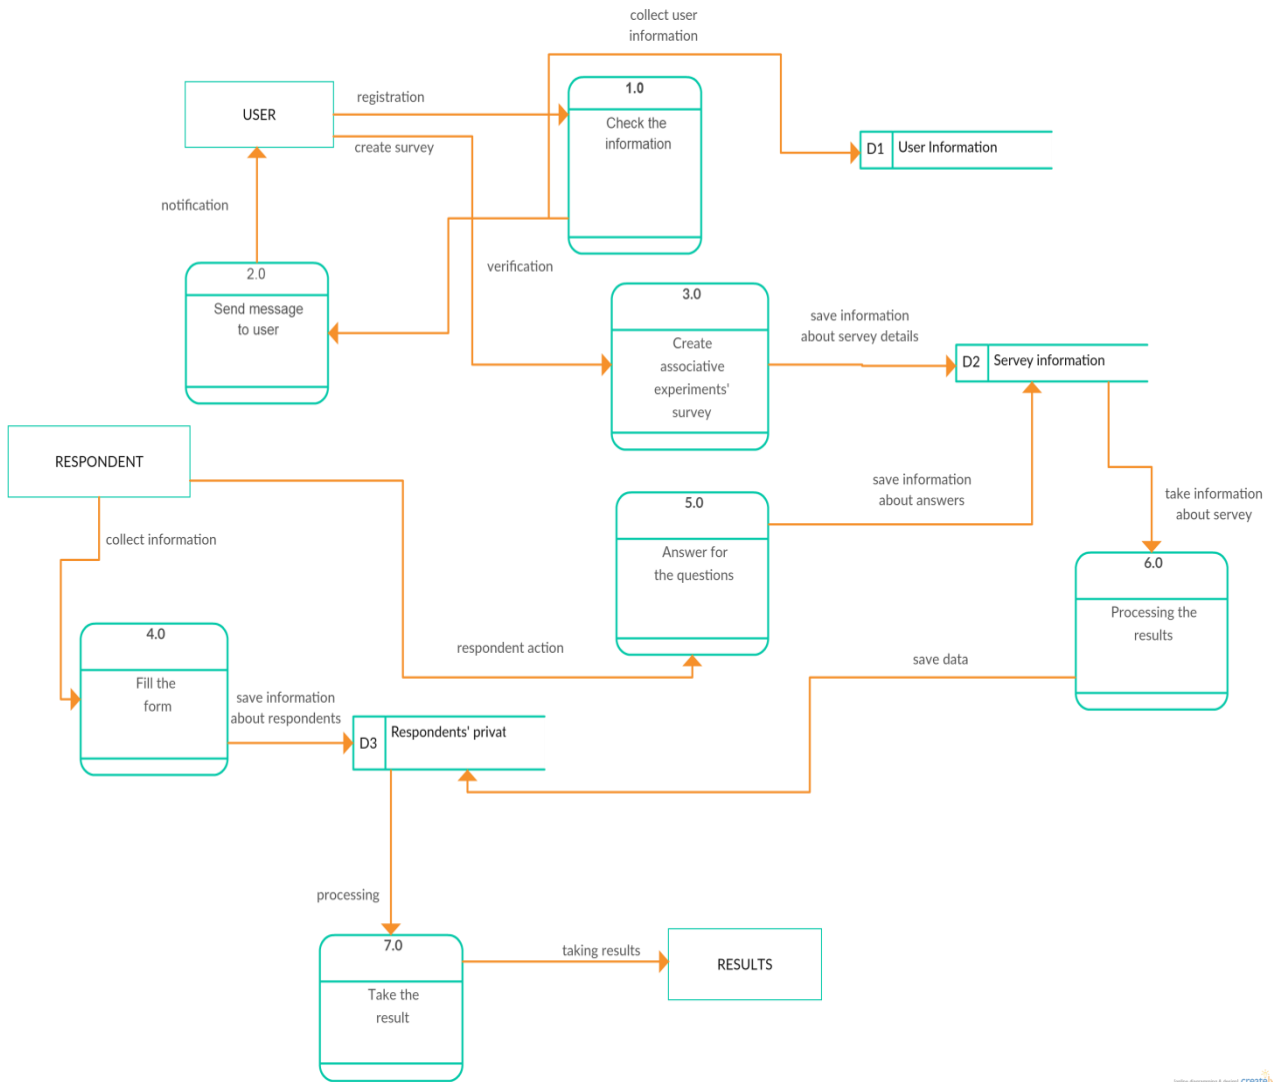 collect user
information
1.0
USER
registration
Check the
information
create survey
D1
User Information
notification
verification
2.0
Send message
to user
3.0
Create
associative
experiments'
survey
save information
about servey details
D2
Servey information
RESPONDENT
save information
about answers
take information
about servey
5.0
Answer for
the questions
collect information
6.0
Processing the
results
4.0
Fill the
form
respondent action
save data
save information
about respondents
D3
Respondents' privat
processing
7.0
Take the
result
taking results
RESULTS
create